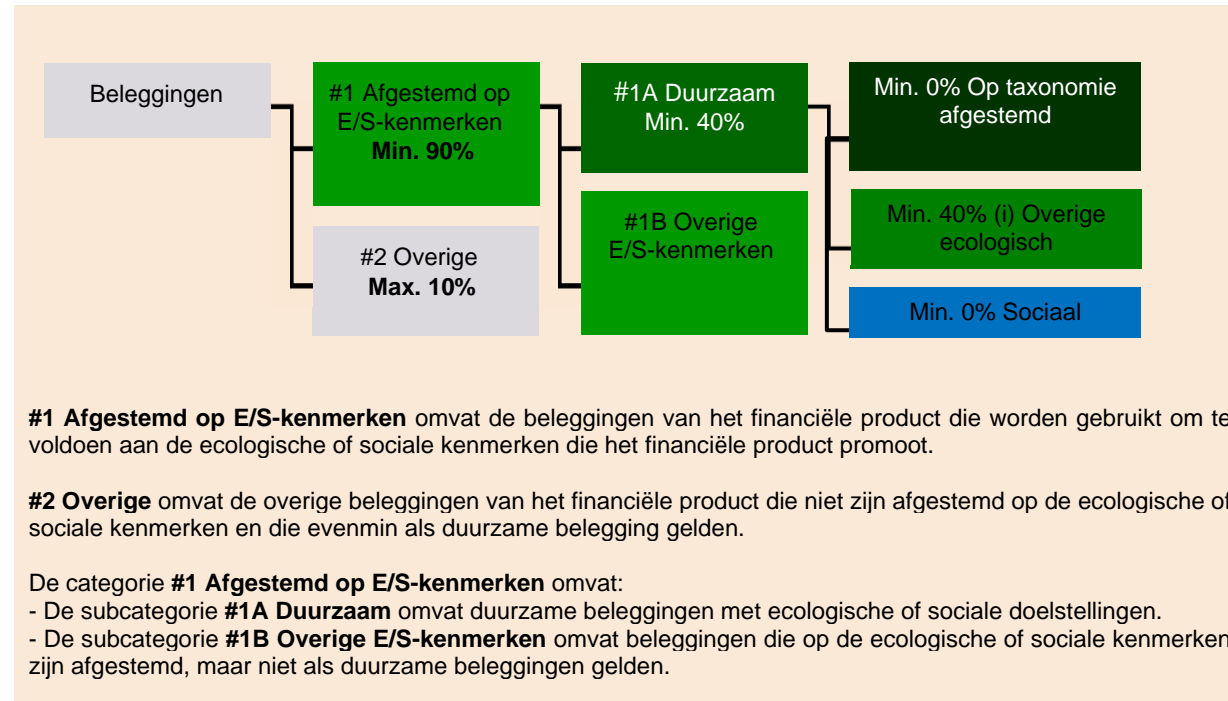 Beleggingen
#1 Afgestemd op
E/S-kenmerken
Min. 90%
#2 Overige
Max. 10%
#1A Duurzaam
Min. 40%
#1B Overige
E/S-kenmerken
Min. 0% Op taxonomie
afgestemd
Min. 40% (i) Overige
ecologisch
Min. 0% Sociaal
#1 Afgestemd op E/S-kenmerken omvat de beleggingen van het financiële product die worden gebruikt om te
voldoen aan de ecologische of sociale kenmerken die het financiële product promoot.
#2 Overige omvat de overige beleggingen van het financiële product die niet zijn afgestemd op de ecologische of
sociale kenmerken en die evenmin als duurzame belegging gelden.
De categorie #1 Afgestemd op E/S-kenmerken omvat:
- De subcategorie #1A Duurzaam omvat duurzame beleggingen met ecologische of sociale doelstellingen.
- De subcategorie #1B Overige E/S-kenmerken omvat beleggingen die op de ecologische of sociale kenmerken
zijn afgestemd, maar niet als duurzame beleggingen gelden.